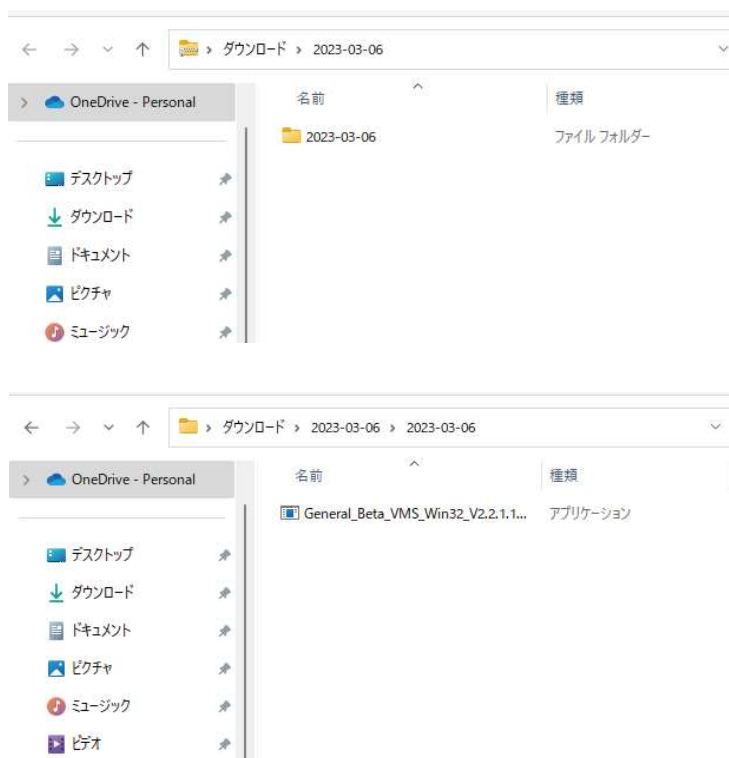 ダウンロード › 2023-03-06
OneDrive - Personal
名前
種類
2023-03-06
ファイル フォルダー
デスクトップ
ダウンロード
ドキュメント
ピクチャ
ミュージック
ダウンロード › 2023-03-06 › 2023-03-06
OneDrive - Personal
名前
種類
General_Beta_VMS_Win32_V2.2.1.1...
アプリケーション
デスクトップ
ダウンロード
ドキュメント
ピクチャ
ミュージック
ビデオ